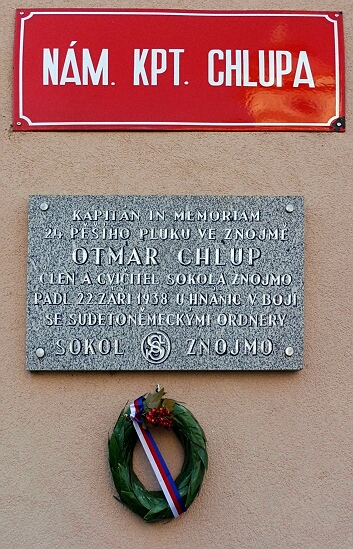 NÁM. KPT. CHLUPA
KAPITÁN IN MEMORIAM
24. PĚŠÍHO PLUKU VE ZNOJMĚ
OTMAR CHLUP
ČLEN A CVIČITEL SOKOLA ZNOJMO
PADL 22. ZÁŘÍ 1938 U HNANIC V BOJI
SE SUDETONĚMECKÝMI ORDNERY
SOKOL ZNOJMO